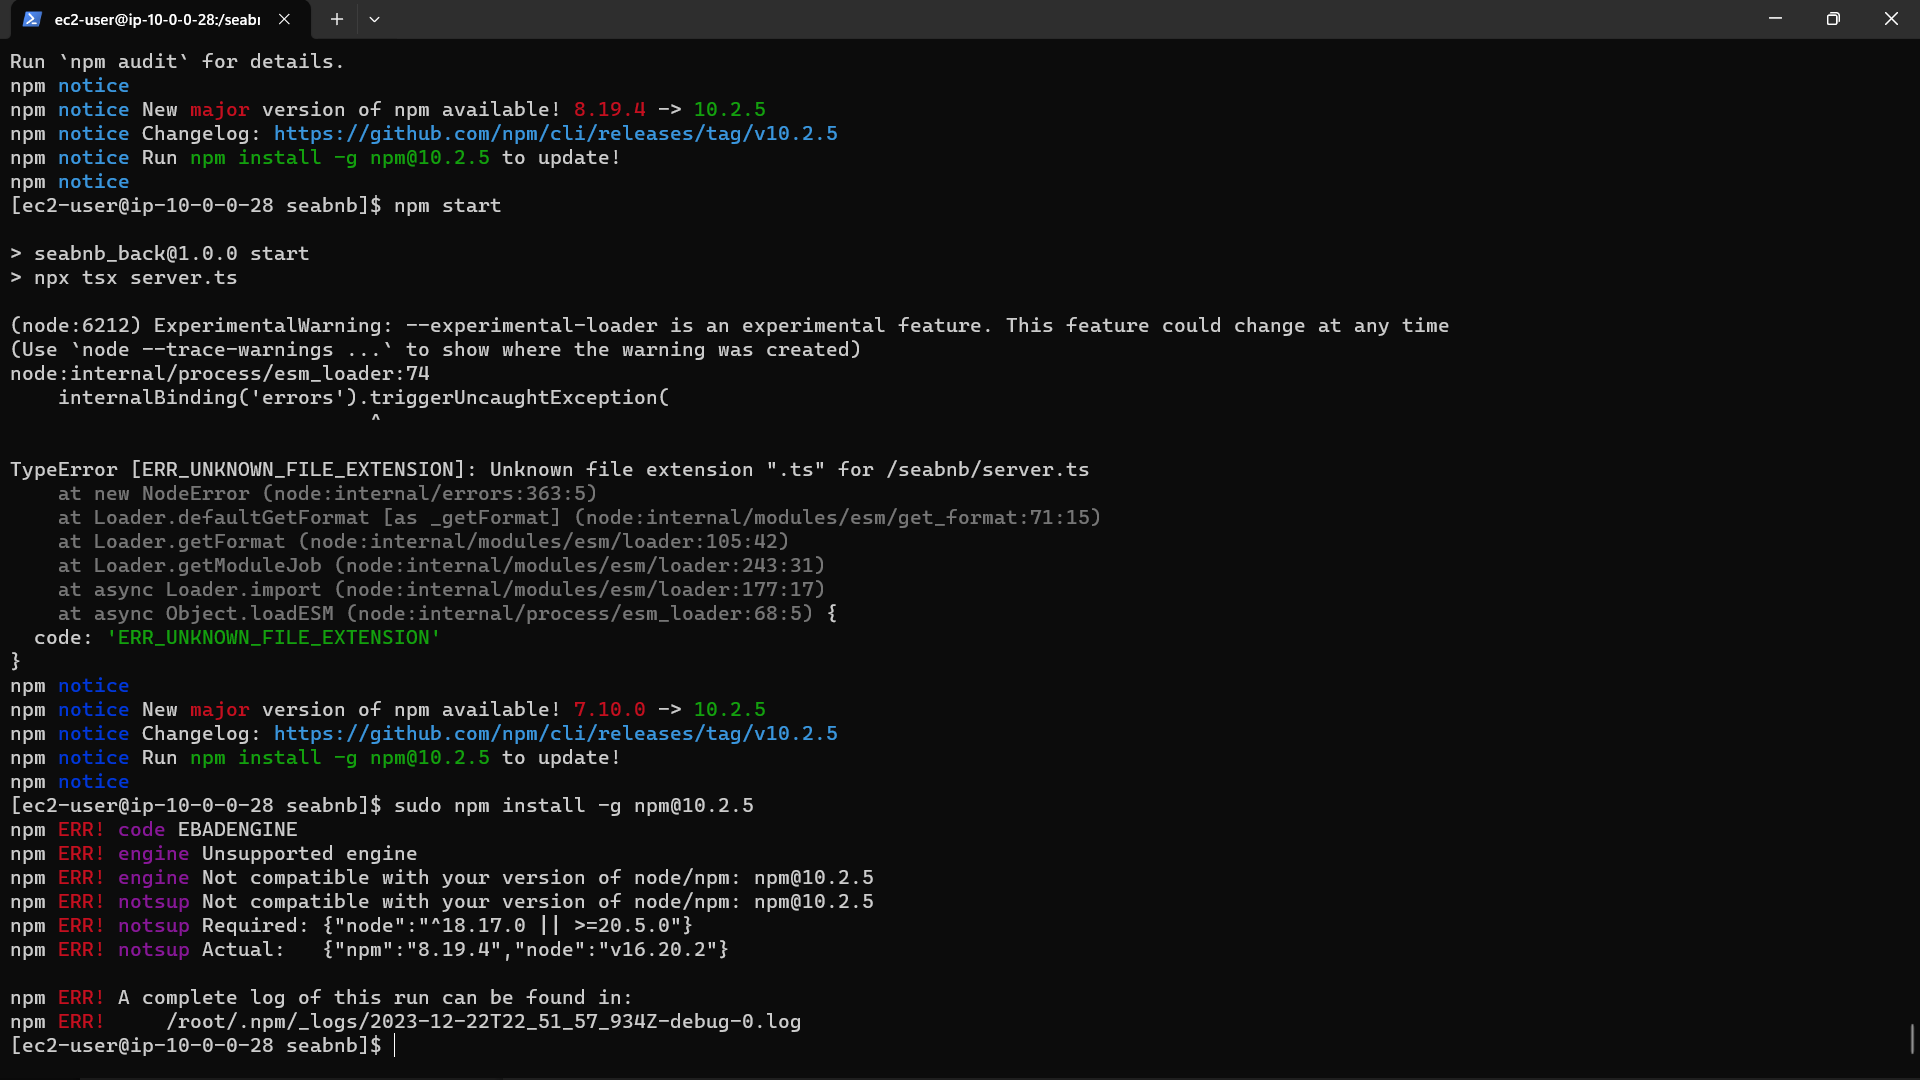 ec2-user@ip-10-0-0-28:/seabı
Run `npm audit` for details.
npm notice
npm notice New major version of npm available! 8.19.4 -> 10.2.5
npm notice Changelog: https://github.com/npm/cli/releases/tag/v10.2.5
npm notice Run npm install -g npm@10.2.5 to update!
npm notice
[ec2-user@ip-10-0-0-28 seabnb]$ npm start
> seabnb_back@1.0.0 start
> npx tsx server.ts
(node:6212) ExperimentalWarning: --experimental-loader is an experimental feature. This feature could change at any time
(Use `node --trace-warnings ...` to show where the warning was created)
node:internal/process/esm_loader:74
    internalBinding('errors').triggerUncaughtException(
                              ^
TypeError [ERR_UNKNOWN_FILE_EXTENSION]: Unknown file extension ".ts" for /seabnb/server.ts
    at new NodeError (node:internal/errors:363:5)
    at Loader.defaultGetFormat [as _getFormat] (node:internal/modules/esm/get_format:71:15)
    at Loader.getFormat (node:internal/modules/esm/loader:105:42)
    at Loader.getModuleJob (node:internal/modules/esm/loader:243:31)
    at async Loader.import (node:internal/modules/esm/loader:177:17)
    at async Object.loadESM (node:internal/process/esm_loader:68:5) {
  code: 'ERR_UNKNOWN_FILE_EXTENSION'
}
npm notice
npm notice New major version of npm available! 7.10.0 -> 10.2.5
npm notice Changelog: https://github.com/npm/cli/releases/tag/v10.2.5
npm notice Run npm install -g npm@10.2.5 to update!
npm notice
[ec2-user@ip-10-0-0-28 seabnb]$ sudo npm install -g npm@10.2.5
npm ERR! code EBADENGINE
npm ERR! engine Unsupported engine
npm ERR! engine Not compatible with your version of node/npm: npm@10.2.5
npm ERR! notsup Not compatible with your version of node/npm: npm@10.2.5
npm ERR! notsup Required: {"node":"^18.17.0 || >=20.5.0"}
npm ERR! notsup Actual:   {"npm":"8.19.4","node":"v16.20.2"}
npm ERR! A complete log of this run can be found in:
npm ERR!     /root/.npm/_logs/2023-12-22T22_51_57_934Z-debug-0.log
[ec2-user@ip-10-0-0-28 seabnb]$